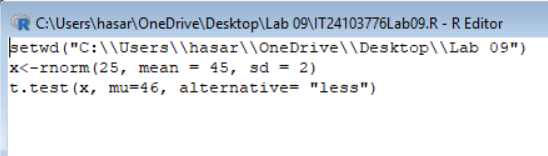 C:\Users\hasar\OneDrive\Desktop\Lab 09\IT24103776Lab09.R - R Editor
setwd("C:\\Users\\hasar\\OneDrive\\Desktop\\Lab 09")
x<-rnorm(25, mean = 45, sd = 2)
t.test(x, mu=46, alternative= "less")